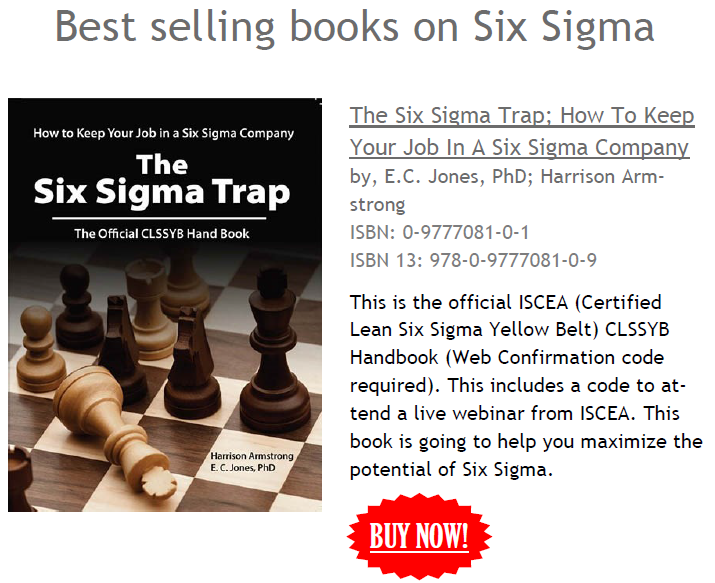 Best selling books on Six Sigma
How to Keep Your Job in a Six Sigma Company
The
Six Sigma Trap
The Official CLSSYB Hand Book
Harrison Armstrong
E. C. Jones, PhD
The Six Sigma Trap; How To Keep
Your Job In A Six Sigma Company
by, E.C. Jones, PhD; Harrison Arm-
strong
ISBN: 0-9777081-0-1
ISBN 13: 978-0-9777081-0-9
This is the official ISCEA (Certified
Lean Six Sigma Yellow Belt) CLSSYB
Handbook (Web Confirmation code
required). This includes a code to at-
tend a live webinar from ISCEA. This
book is going to help you maximize the
potential of Six Sigma.
BUY NOW!